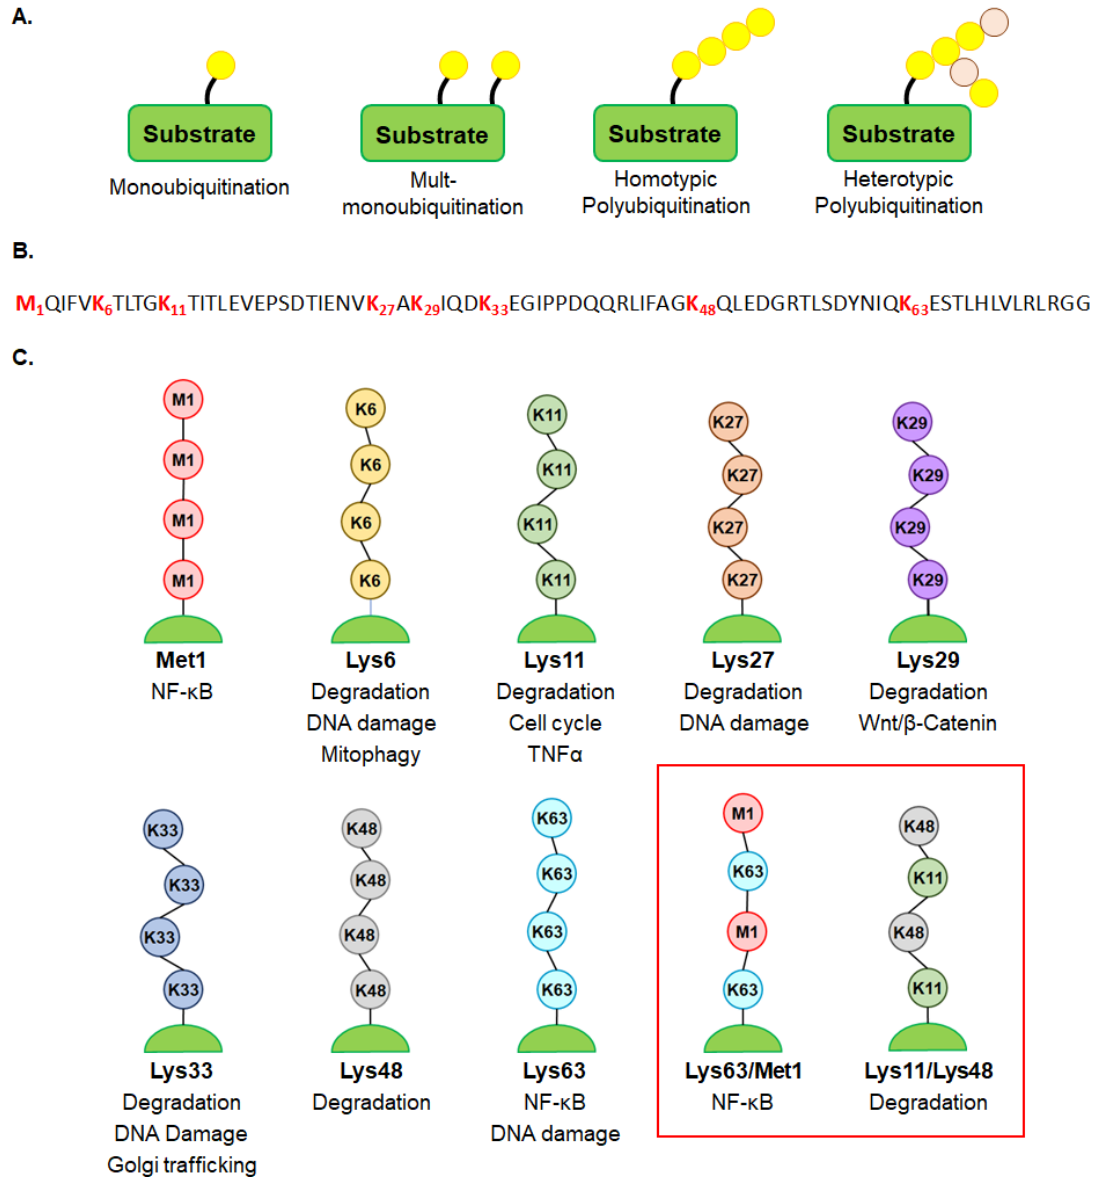 A.
Substrate Substrate Substrate Substrate
Monoubiquitination
Mult-
monoubiquitination
Homotypic
Polyubiquitination
Heterotypic
Polyubiquitination
B.
M1QIFVK6TLTGK11TITLEVEPSDTIENVK27AK29IQDK33EGIPPDQQRLIFAGK48QLEDGRTLSDYNIQK63ESTLHLVLRLRGG
C.
M1 K6 K11 K27 K29
M1 K6 K11 K27 K29
M1 K6 K11 K27 K29
M1 K6 K11 K27 K29
Met1
NF-κB
Lys6
Degradation
DNA damage
Mitophagy
Lys11
Degradation
Cell cycle
TNFα
Lys27
Degradation
DNA damage
Lys29
Degradation
Wnt/β-Catenin
K33 K48 K63 M1 K48
K33 K48 K63 K63 K11
K33 K48 K63 M1 K48
K33 K48 K63 K63 K11
Lys33
Degradation
DNA Damage
Golgi trafficking
Lys48
Degradation
Lys63
NF-κB
DNA damage
Lys63/Met1
NF-κB
Lys11/Lys48
Degradation